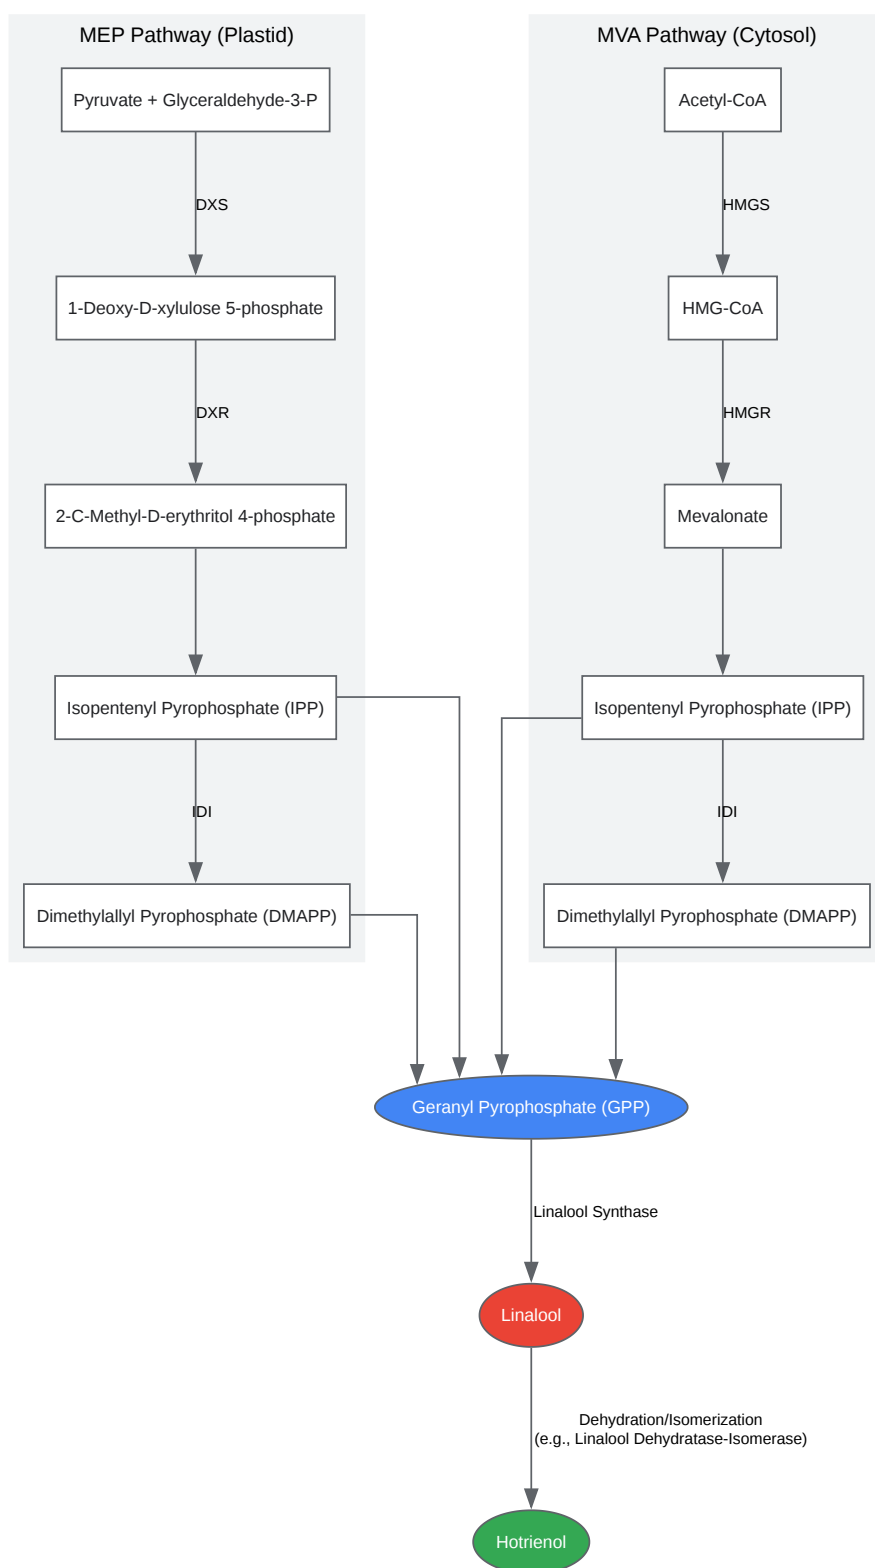 MEP Pathway (Plastid)
Pyruvate + Glyceraldehyde-3-P
DXS
1-Deoxy-D-xylulose 5-phosphate
DXR
2-C-Methyl-D-erythritol 4-phosphate
Isopentenyl Pyrophosphate (IPP)
IDI
Dimethylallyl Pyrophosphate (DMAPP)
MVA Pathway (Cytosol)
Acetyl-CoA
HMGS
HMG-CoA
HMGR
Mevalonate
Isopentenyl Pyrophosphate (IPP)
IDI
Dimethylallyl Pyrophosphate (DMAPP)
Geranyl Pyrophosphate (GPP)
Linalool Synthase
Linalool
Dehydration/Isomerization
(e.g., Linalool Dehydratase-Isomerase)
Hotrienol